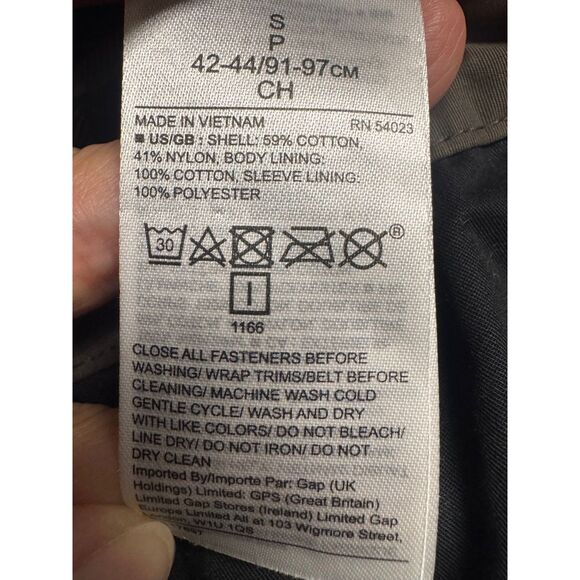 S
P
42-44/91-97CM
CH
MADE IN VIETNAM RN 54023
■ US/GB : SHELL: 59% COTTON,
41% NYLON, BODY LINING:
100% COTTON, SLEEVE LINING:
100% POLYESTER
30
®
I
1166
CLOSE ALL FASTENERS BEFORE
WASHING/ WRAP TRIMS/BELT BEFORE
CLEANING/ MACHINE WASH COLD
GENTLE CYCLE/ WASH AND DRY
WITH LIKE COLORS/ DO NOT BLEACH/
LINE DRY/ DO NOT IRON/ DO NOT
DRY CLEAN
Imported By/Importe Par: Gap (UK
Holdings) Limited: GPS (Great Britain)
Limited Gap Stores (Ireland) Limited Gap
Europe Limited All at 103 Wigmore Street,
London, W1U 1QS